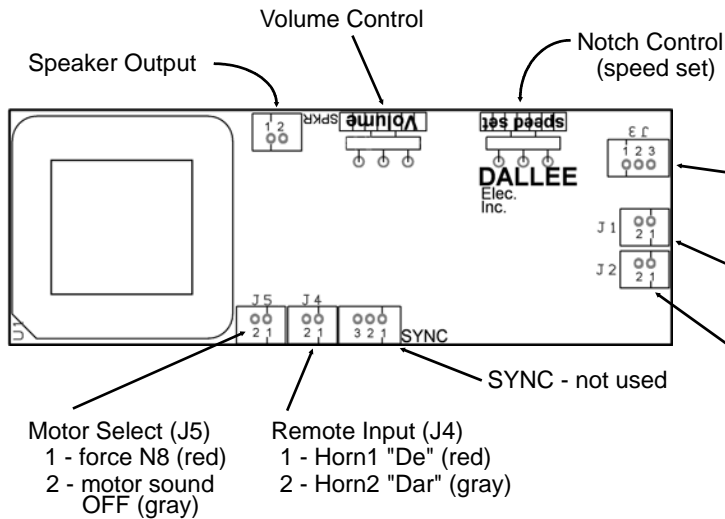 Volume Control
Notch Control
(speed set)
Speaker Output
1 2
SPKR
Volume
speed set
J3
1 2 3
DALLEE
Elec.
Inc.
J1
2 1
J2
2 1
U1
J5
2 1
J4
2 1
3 2 1
SYNC
SYNC - not used
Motor Select (J5)
1 - force N8 (red)
2 - motor sound
OFF (gray)
Remote Input (J4)
1 - Horn1 "De" (red)
2 - Horn2 "Dar" (gray)